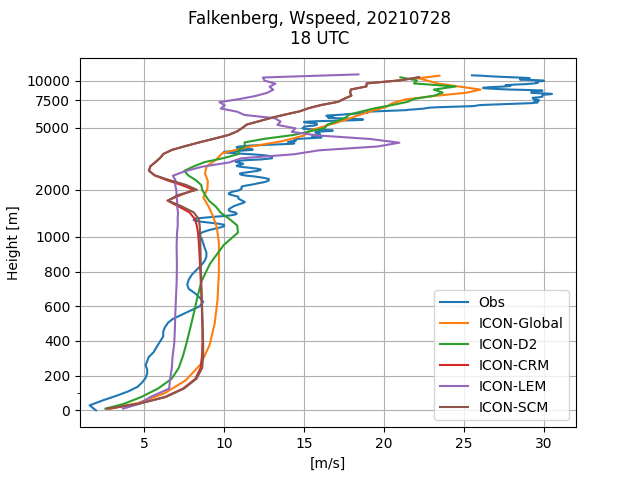 Falkenberg, Wspeed, 20210728
18 UTC
Height [m]
10000
7500
5000
2000
1000
800
600
400
200
0
5
10
15
20
25
30
[m/s]
Obs
ICON-Global
ICON-D2
ICON-CRM
ICON-LEM
ICON-SCM